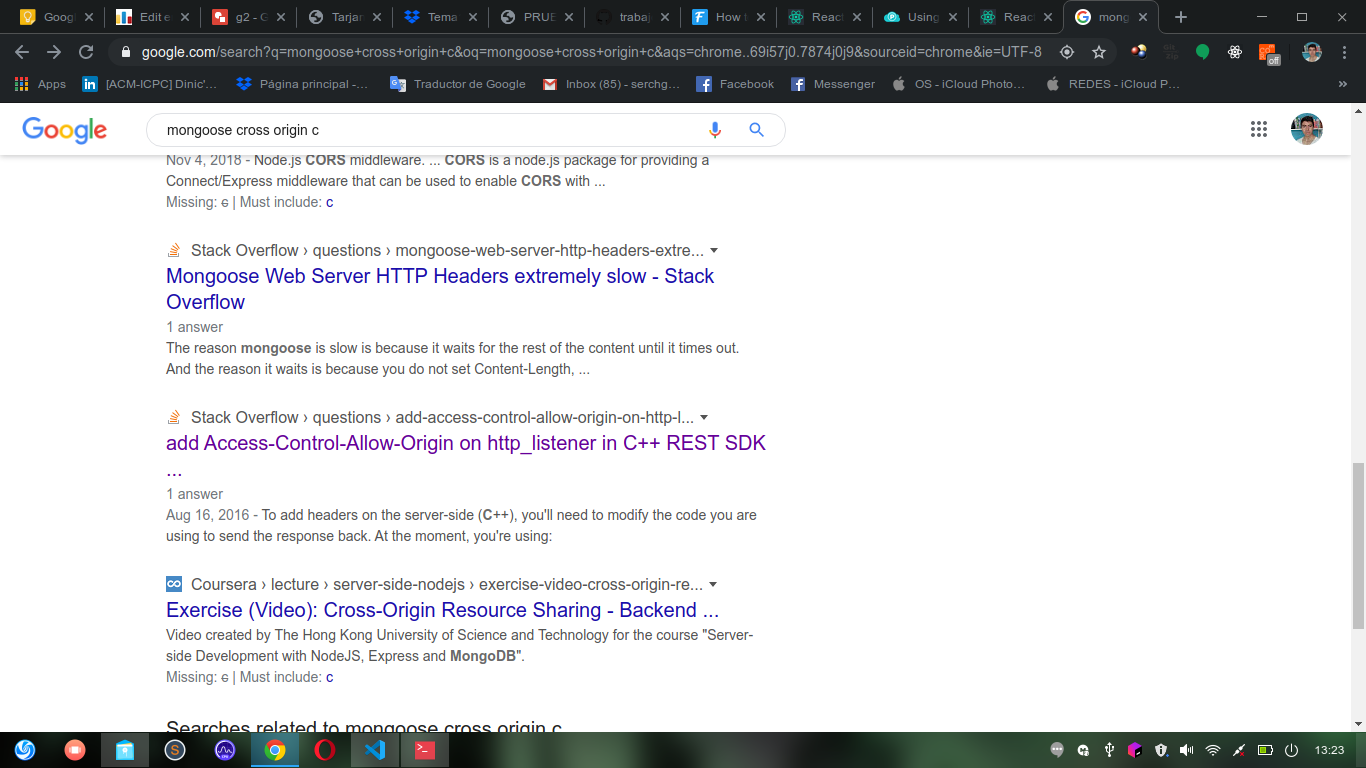 Googl
Edit e
g2 - G
Tarjan
Tema
PRUE
trabaj
How t
React
Using
React
mong
google.com/search?q=mongoose+cross+origin+c&oq=mongoose+cross+origin+c&aqs=chrome..69i57j0.7874j0j9&sourceid=chrome&ie=UTF-8
off
Apps
[ACM-ICPC] Dinic'...
Página principal -...
Traductor de Google
Inbox (85) - serchg...
Facebook
Messenger
OS - iCloud Photo...
REDES - iCloud P...
»
Google
mongoose cross origin c
Nov 4, 2018 - Node.js CORS middleware. ... CORS is a node.js package for providing a
Connect/Express middleware that can be used to enable CORS with ...
Missing: c | Must include: c
Stack Overflow › questions › mongoose-web-server-http-headers-extre...
Mongoose Web Server HTTP Headers extremely slow - Stack
Overflow
1 answer
The reason mongoose is slow is because it waits for the rest of the content until it times out.
And the reason it waits is because you do not set Content-Length, ...
Stack Overflow › questions › add-access-control-allow-origin-on-http-l...
add Access-Control-Allow-Origin on http_listener in C++ REST SDK
...
1 answer
Aug 16, 2016 - To add headers on the server-side (C++), you'll need to modify the code you are
using to send the response back. At the moment, you're using:
Coursera › lecture › server-side-nodejs › exercise-video-cross-origin-re...
Exercise (Video): Cross-Origin Resource Sharing - Backend ...
Video created by The Hong Kong University of Science and Technology for the course "Server-
side Development with NodeJS, Express and MongoDB".
Missing: c | Must include: c
Searches related to mongoose cross origin c
13:23